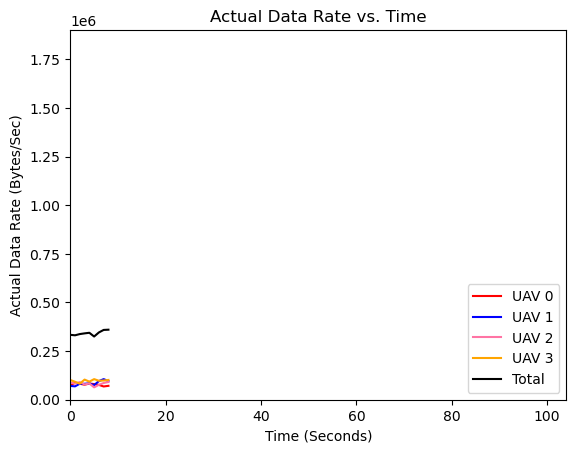 Actual Data Rate vs. Time
1e6
Actual Data Rate (Bytes/Sec)
1.75
1.50
1.25
1.00
0.75
0.50
0.25
0.00
0 20 40 60 80 100
Time (Seconds)
UAV 0
UAV 1
UAV 2
UAV 3
Total